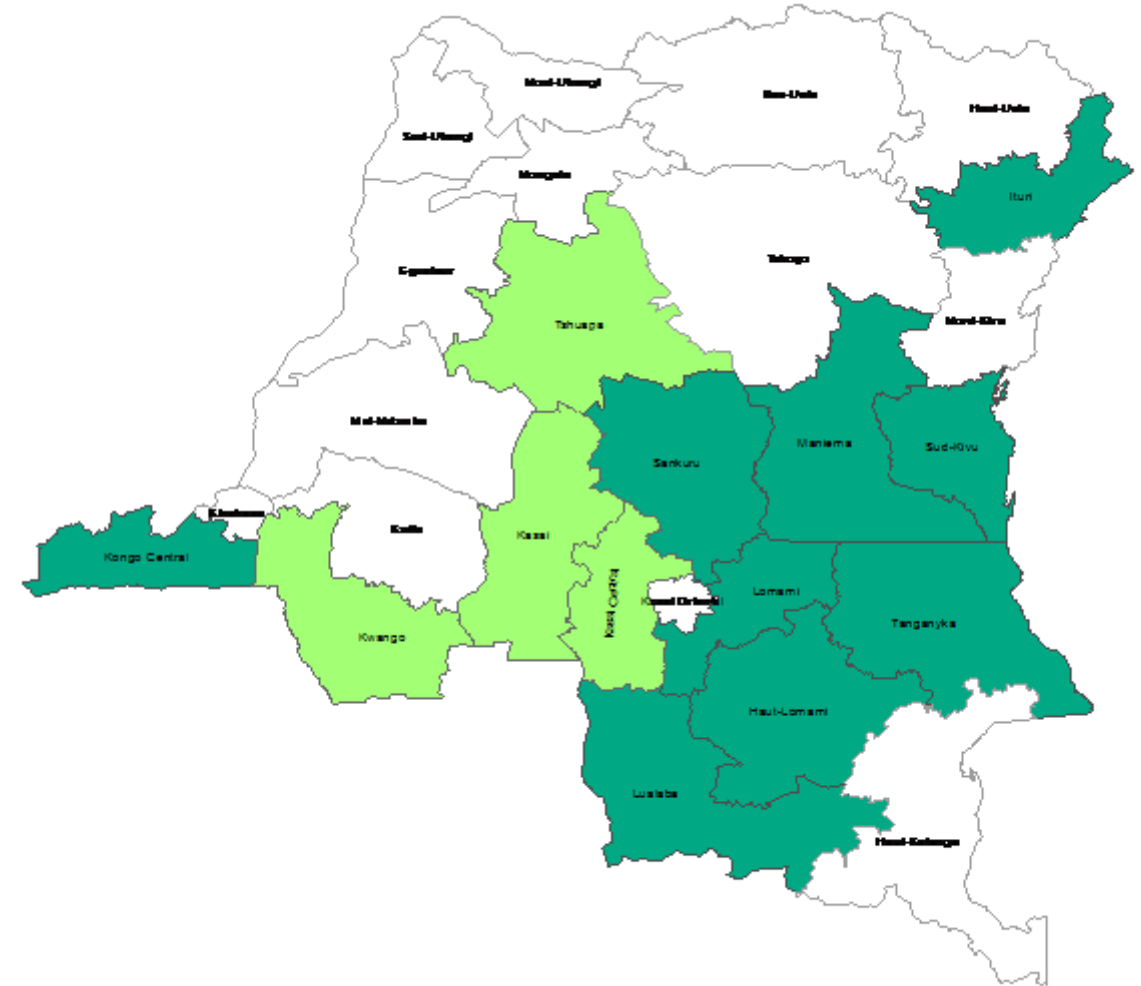 Nord-Ubangi
Bas-Uele
Haut-Uele
Sud-Ubangi
Mongala
Ituri
Tshopo
Equateur
Nord-Kivu
Tshuapa
Mai-Ndombe
Maniema
Sud-Kivu
Sankuru
Kinshasa
Kwilu
Kasai
Kongo Central
Lomami
Kasai Central
Kasai Oriental
Tanganyka
Kwango
Haut-Lomami
Lualaba
Haut-Katanga